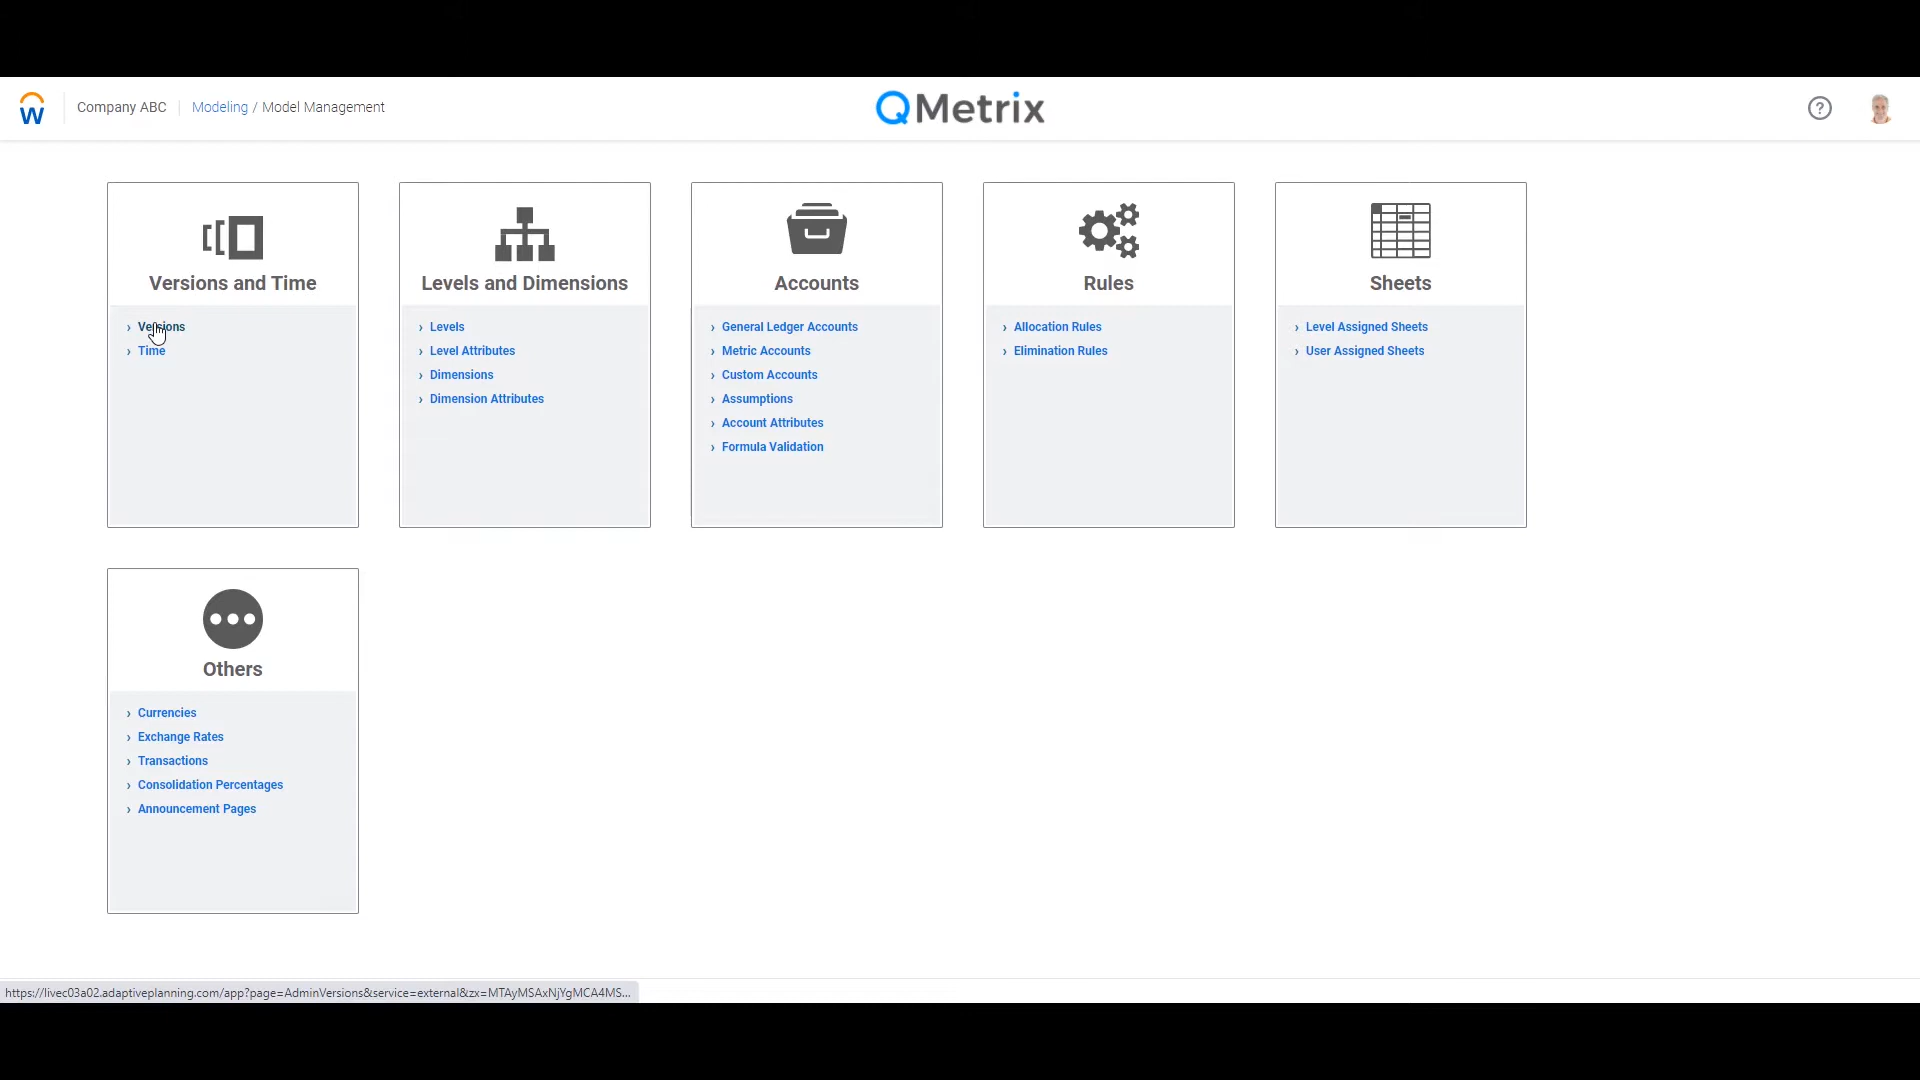 W
Company ABC | Modeling / Model Management
QMetrix
?
Versions and Time
› Versions
› Time
Levels and Dimensions
› Levels
› Level Attributes
› Dimensions
› Dimension Attributes
Accounts
› General Ledger Accounts
› Metric Accounts
› Custom Accounts
› Assumptions
› Account Attributes
› Formula Validation
Rules
› Allocation Rules
› Elimination Rules
Sheets
› Level Assigned Sheets
› User Assigned Sheets
Others
› Currencies
› Exchange Rates
› Transactions
› Consolidation Percentages
› Announcement Pages
https://livec03a02.adaptiveplanning.com/app?page=AdminVersions&service=external&zx=MTAyMSAxNjYgMCA4MS...